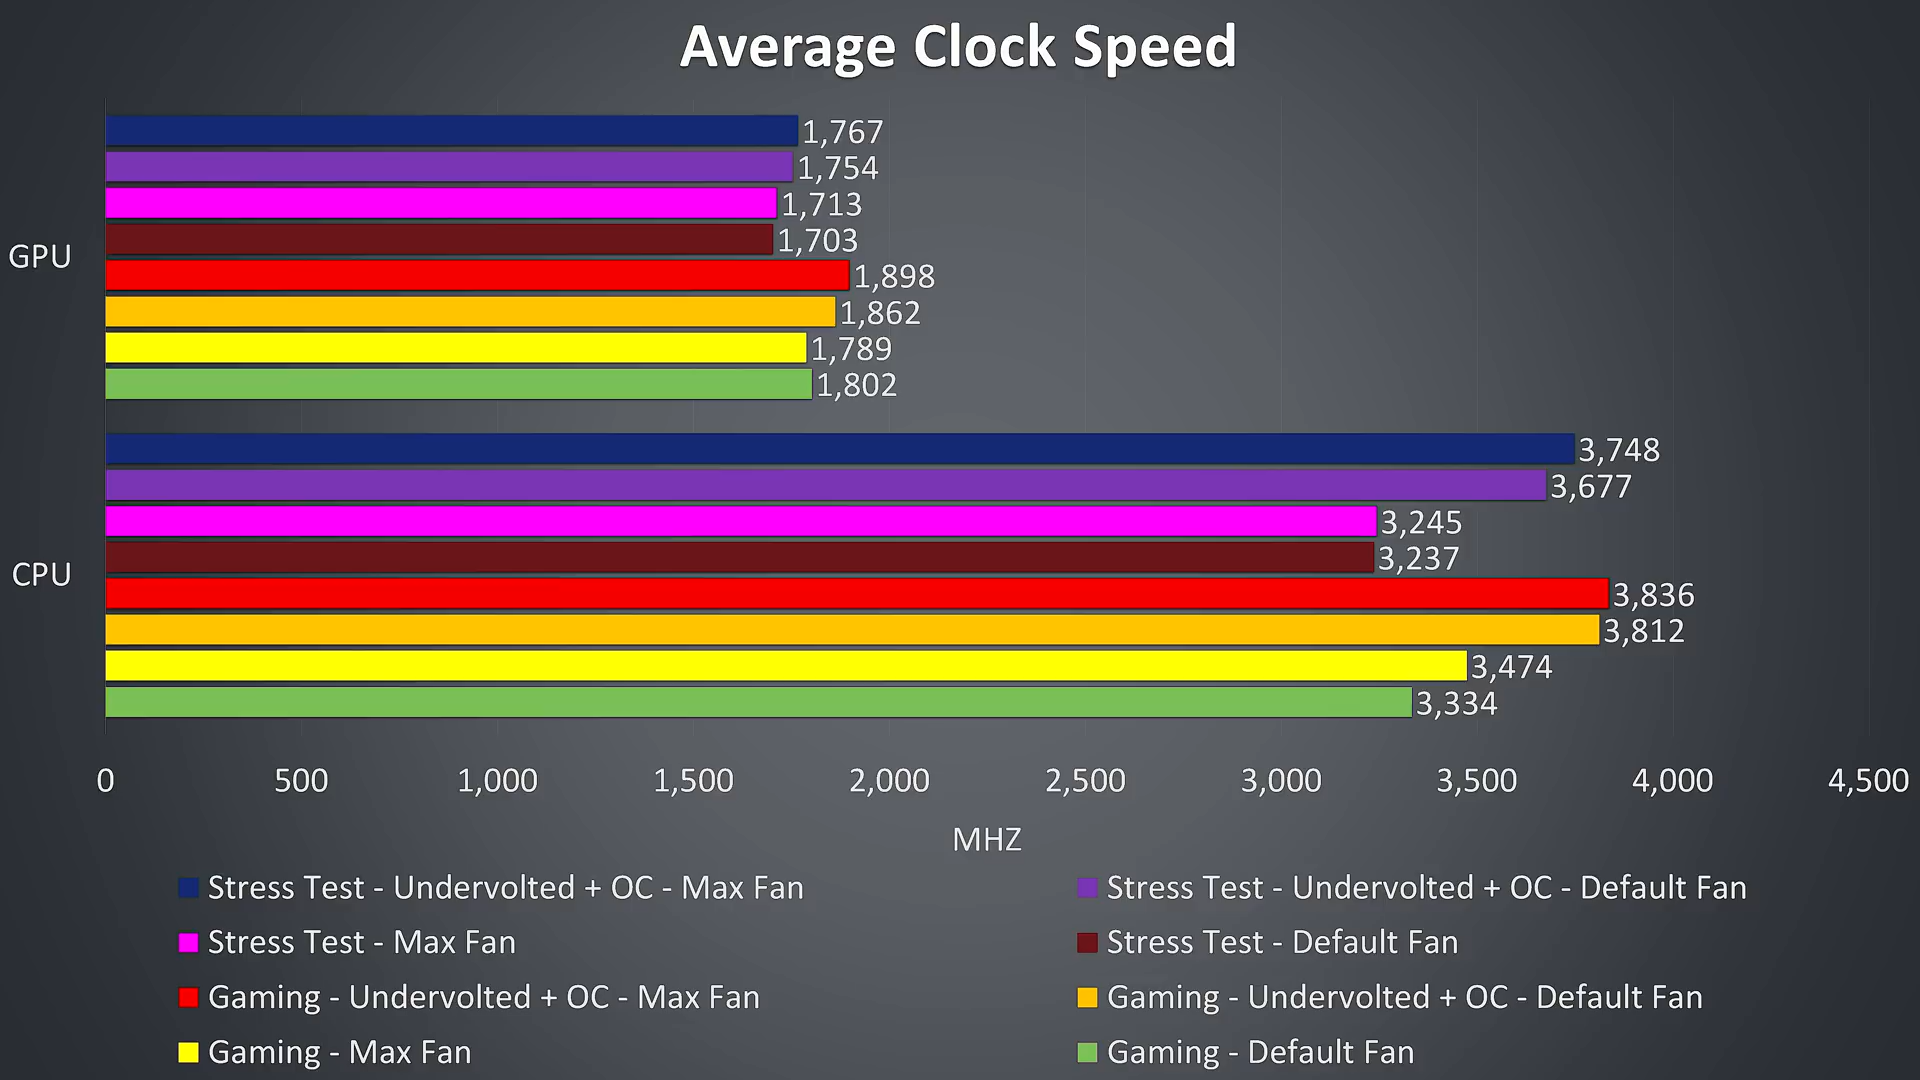 Average Clock Speed
GPU
1,767
1,754
1,713
1,703
1,898
1,862
1,789
1,802
CPU
3,748
3,677
3,245
3,237
3,836
3,812
3,474
3,334
0 500 1,000 1,500 2,000 2,500 3,000 3,500 4,000 4,500
MHZ
Stress Test - Undervolted + OC - Max Fan
Stress Test - Undervolted + OC - Default Fan
Stress Test - Max Fan
Stress Test - Default Fan
Gaming - Undervolted + OC - Max Fan
Gaming - Undervolted + OC - Default Fan
Gaming - Max Fan
Gaming - Default Fan